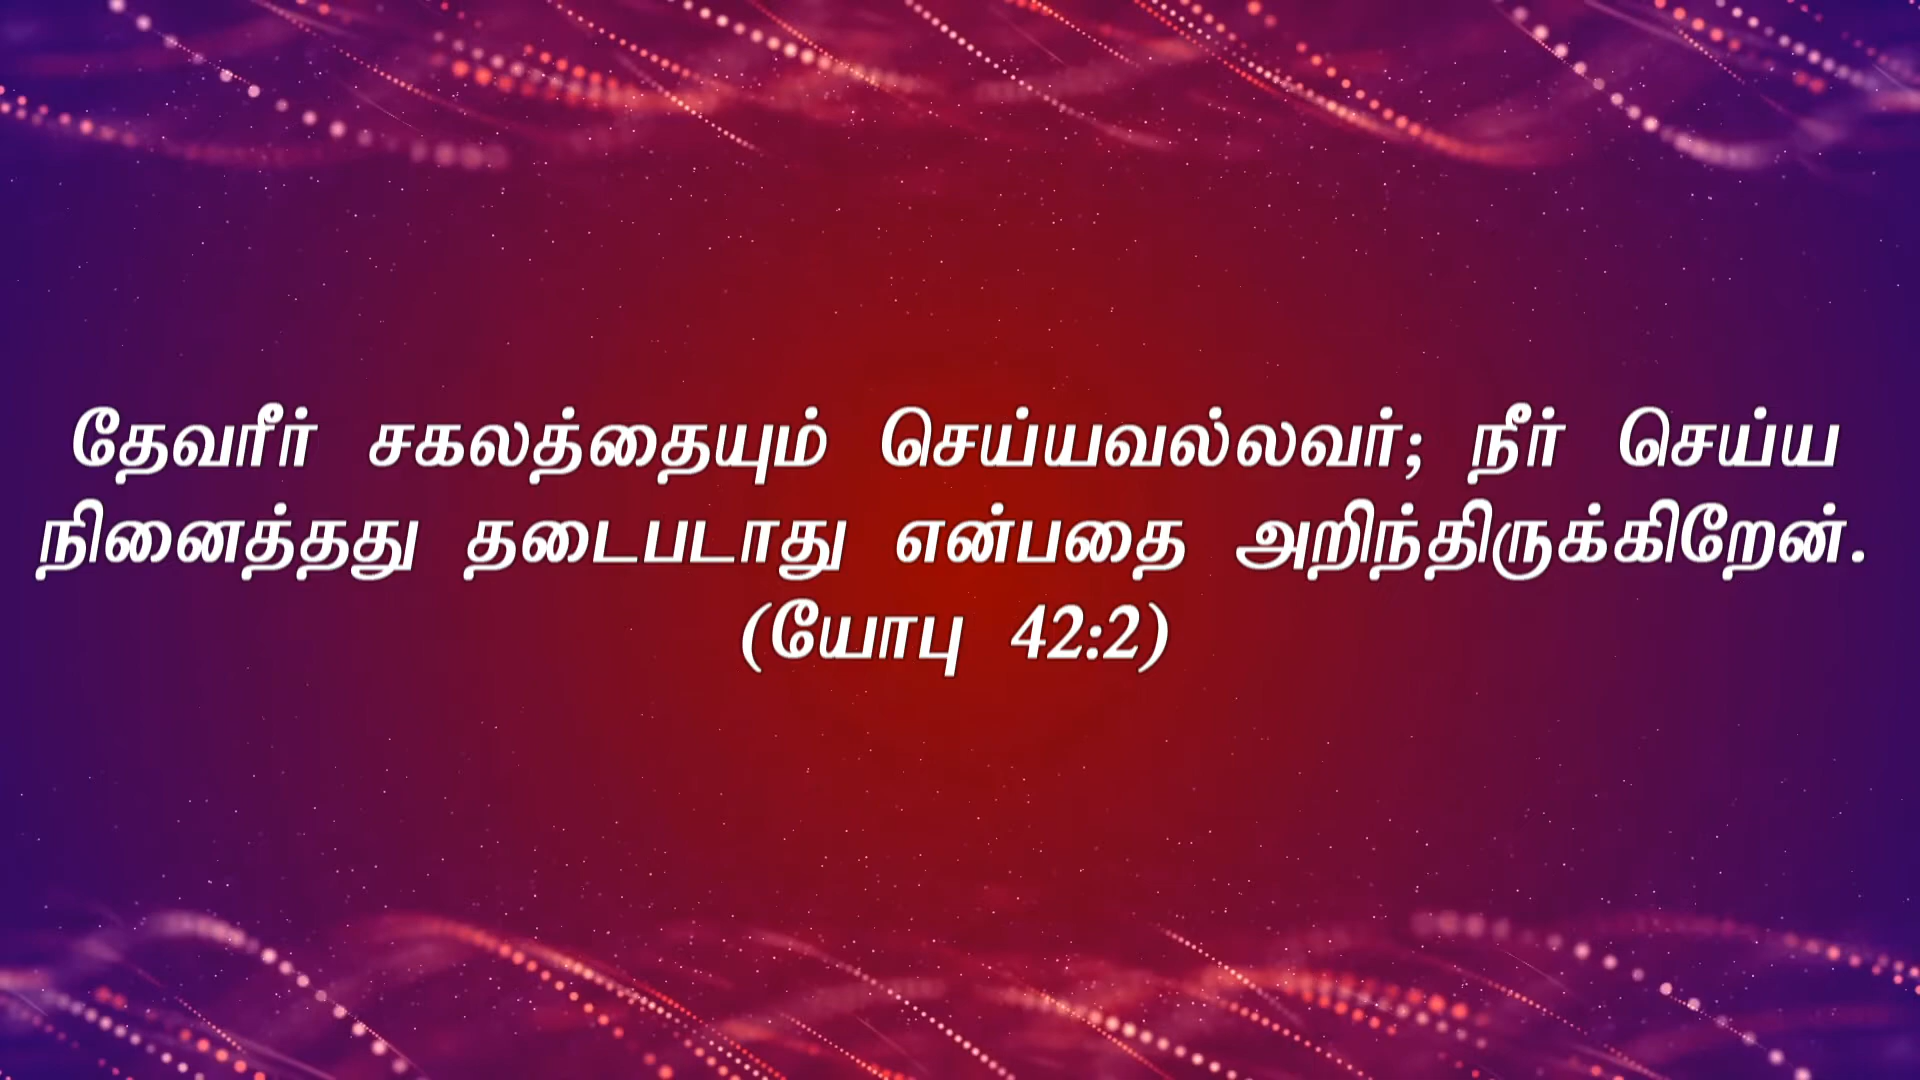 தேவரீர் சகலத்தையும் செய்யவல்லவர்; நீர் செய்ய
நினைத்தது தடைபடாது என்பதை அறிந்திருக்கிறேன்.
(யோபு 42:2)